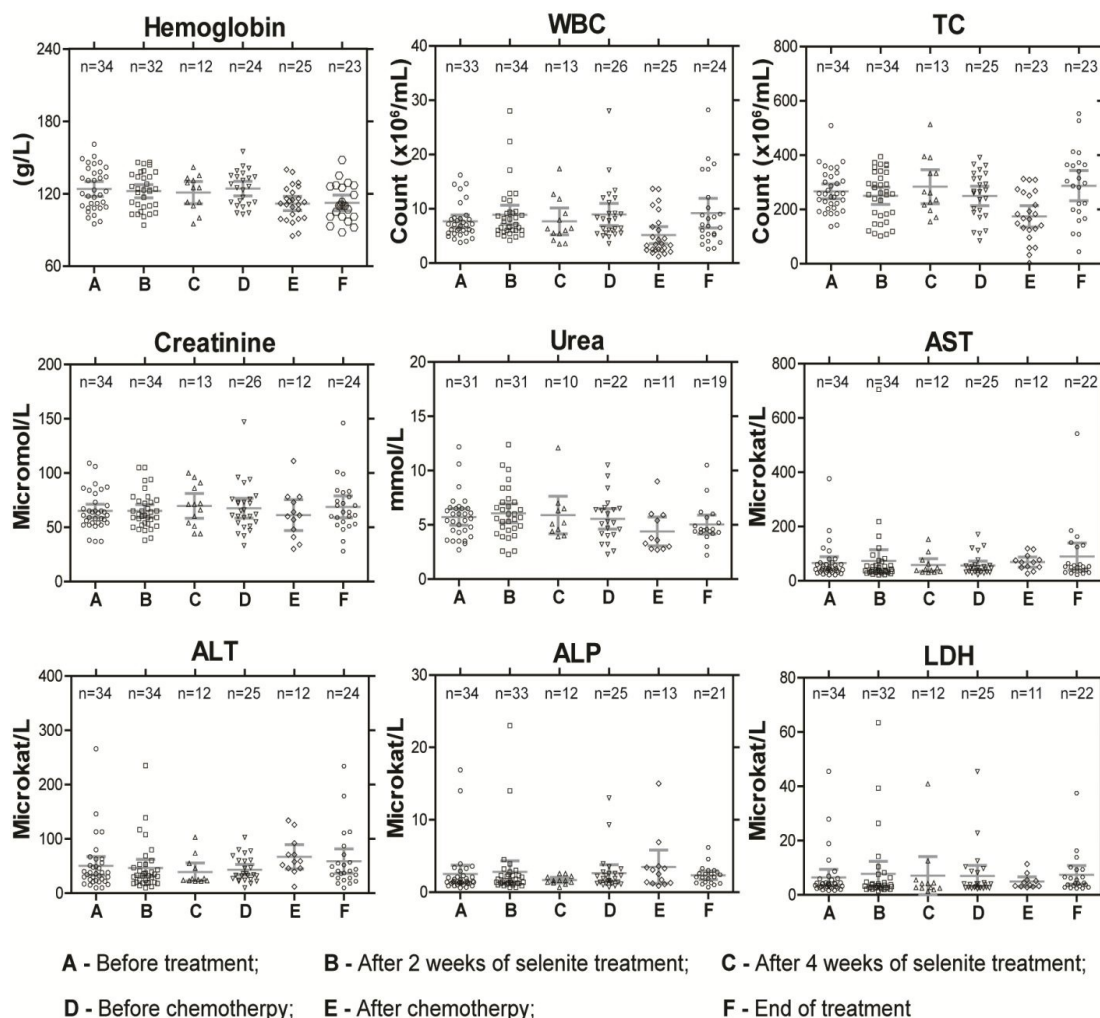 Hemoglobin WBC TC
240 40 800
n=34 n=32 n=12 n=24 n=25 n=23 n=33 n=34 n=13 n=26 n=25 n=24 n=34 n=34 n=13 n=25 n=23 n=23
180 30 600
(g/L) Count (x10⁶/mL) Count (x10⁶/mL)
120 20 400
10 200
60 0 0
A B C D E F A B C D E F A B C D E F
Creatinine Urea AST
200 20 800
n=34 n=34 n=13 n=26 n=12 n=24 n=31 n=31 n=10 n=22 n=11 n=19 n=34 n=34 n=12 n=25 n=12 n=22
150 15 600
Micromol/L mmol/L Microkat/L
100 10 400
50 5 200
0 0 0
A B C D E F A B C D E F A B C D E F
ALT ALP LDH
400 30 80
n=34 n=34 n=12 n=25 n=12 n=24 n=34 n=33 n=12 n=25 n=13 n=21 n=34 n=32 n=12 n=25 n=11 n=22
300 60
Microkat/L Microkat/L Microkat/L
20
200 40
10
100 20
0 0 0
A B C D E F A B C D E F A B C D E F
A - Before treatment; B - After 2 weeks of selenite treatment; C - After 4 weeks of selenite treatment;
D - Before chemotherpy; E - After chemotherpy; F - End of treatment